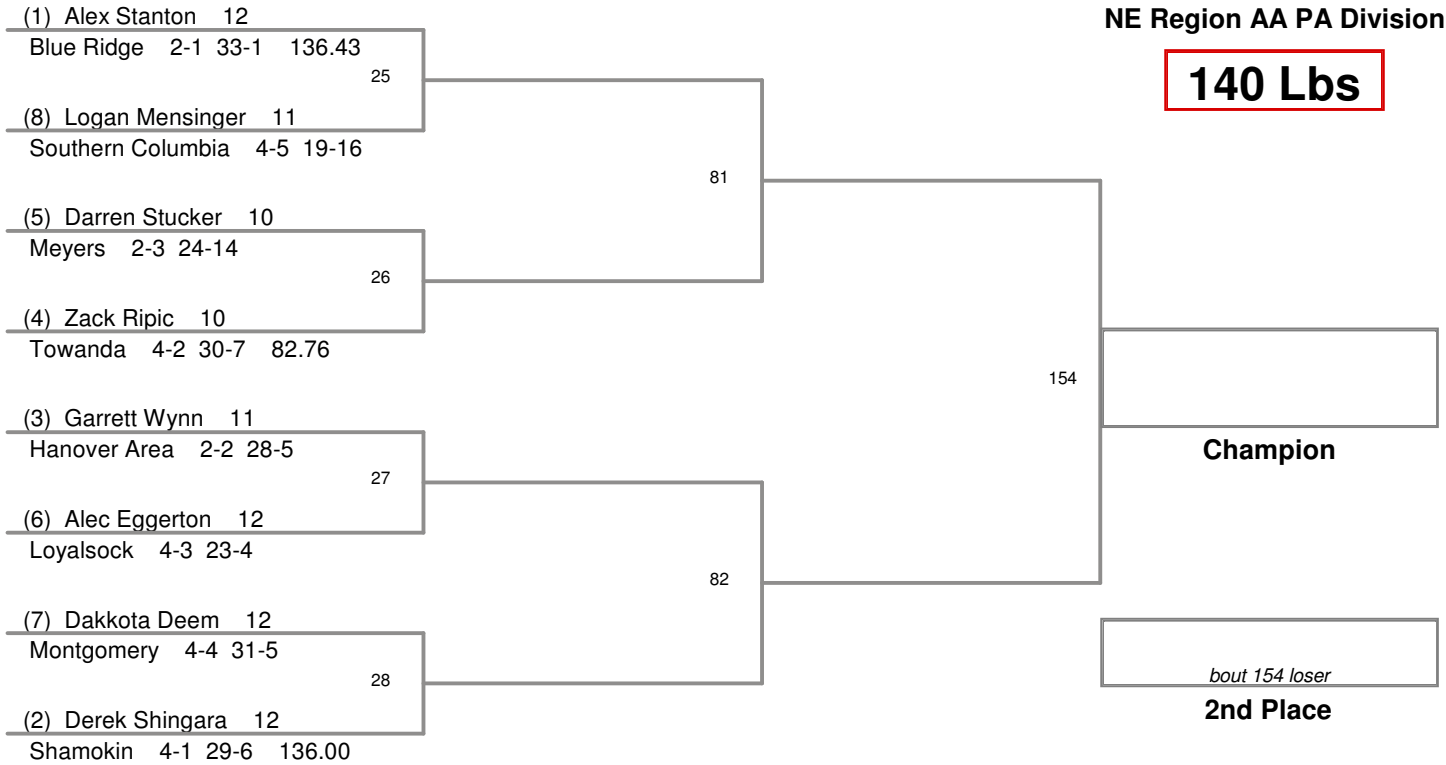 (1) Alex Stanton 12
NE Region AA PA Division
Blue Ridge 2-1 33-1 136.43
25
140 Lbs
(8) Logan Mensinger 11
Southern Columbia 4-5 19-16
81
(5) Darren Stucker 10
Meyers 2-3 24-14
26
(4) Zack Ripic 10
Towanda 4-2 30-7 82.76
154
(3) Garrett Wynn 11
Hanover Area 2-2 28-5
Champion
27
(6) Alec Eggerton 12
Loyalsock 4-3 23-4
82
(7) Dakkota Deem 12
Montgomery 4-4 31-5
28
bout 154 loser
2nd Place
(2) Derek Shingara 12
Shamokin 4-1 29-6 136.00